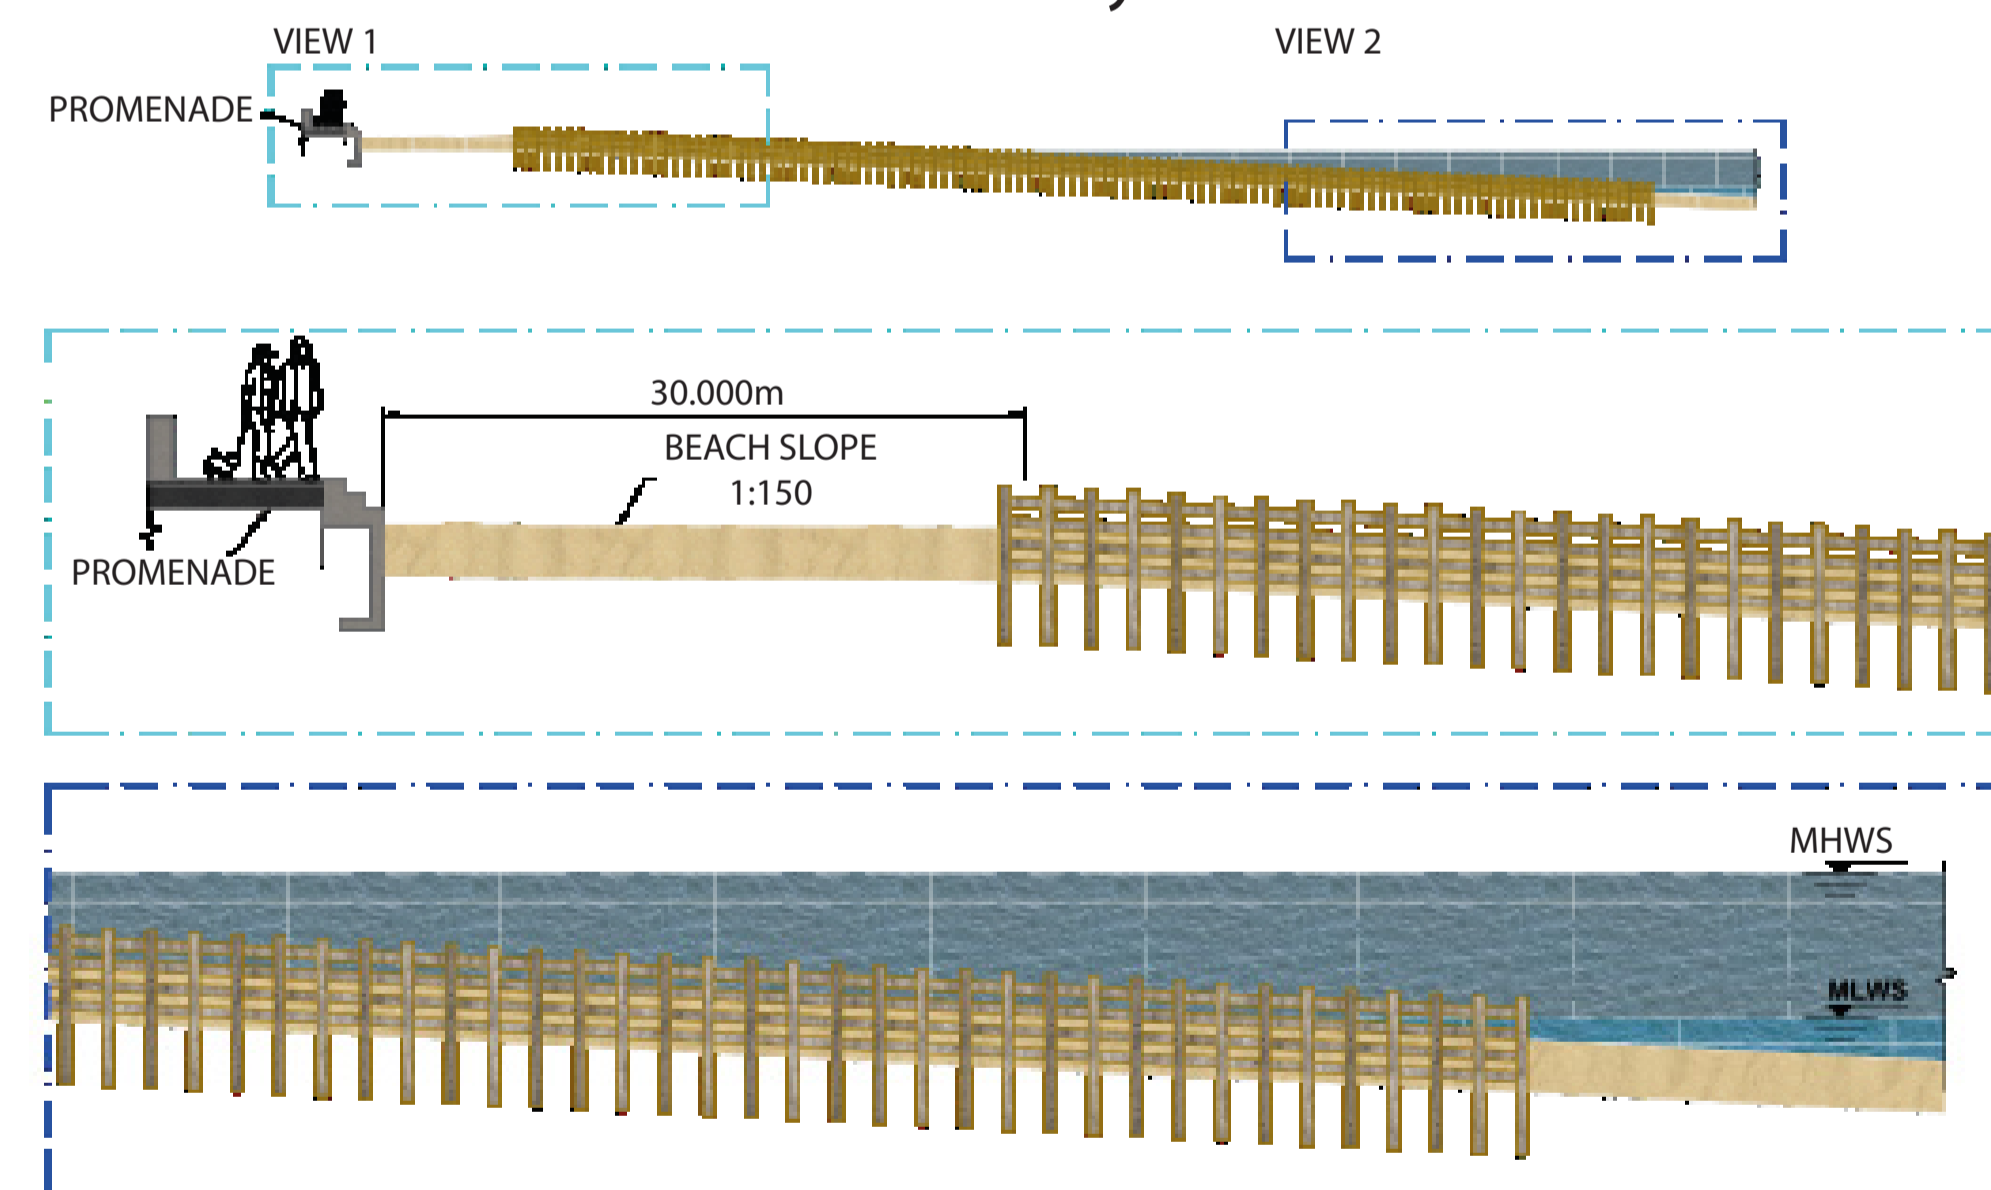 VIEW 1
VIEW 2
PROMENADE
30.000m
BEACH SLOPE
1:150
PROMENADE
MHWS
MLWS